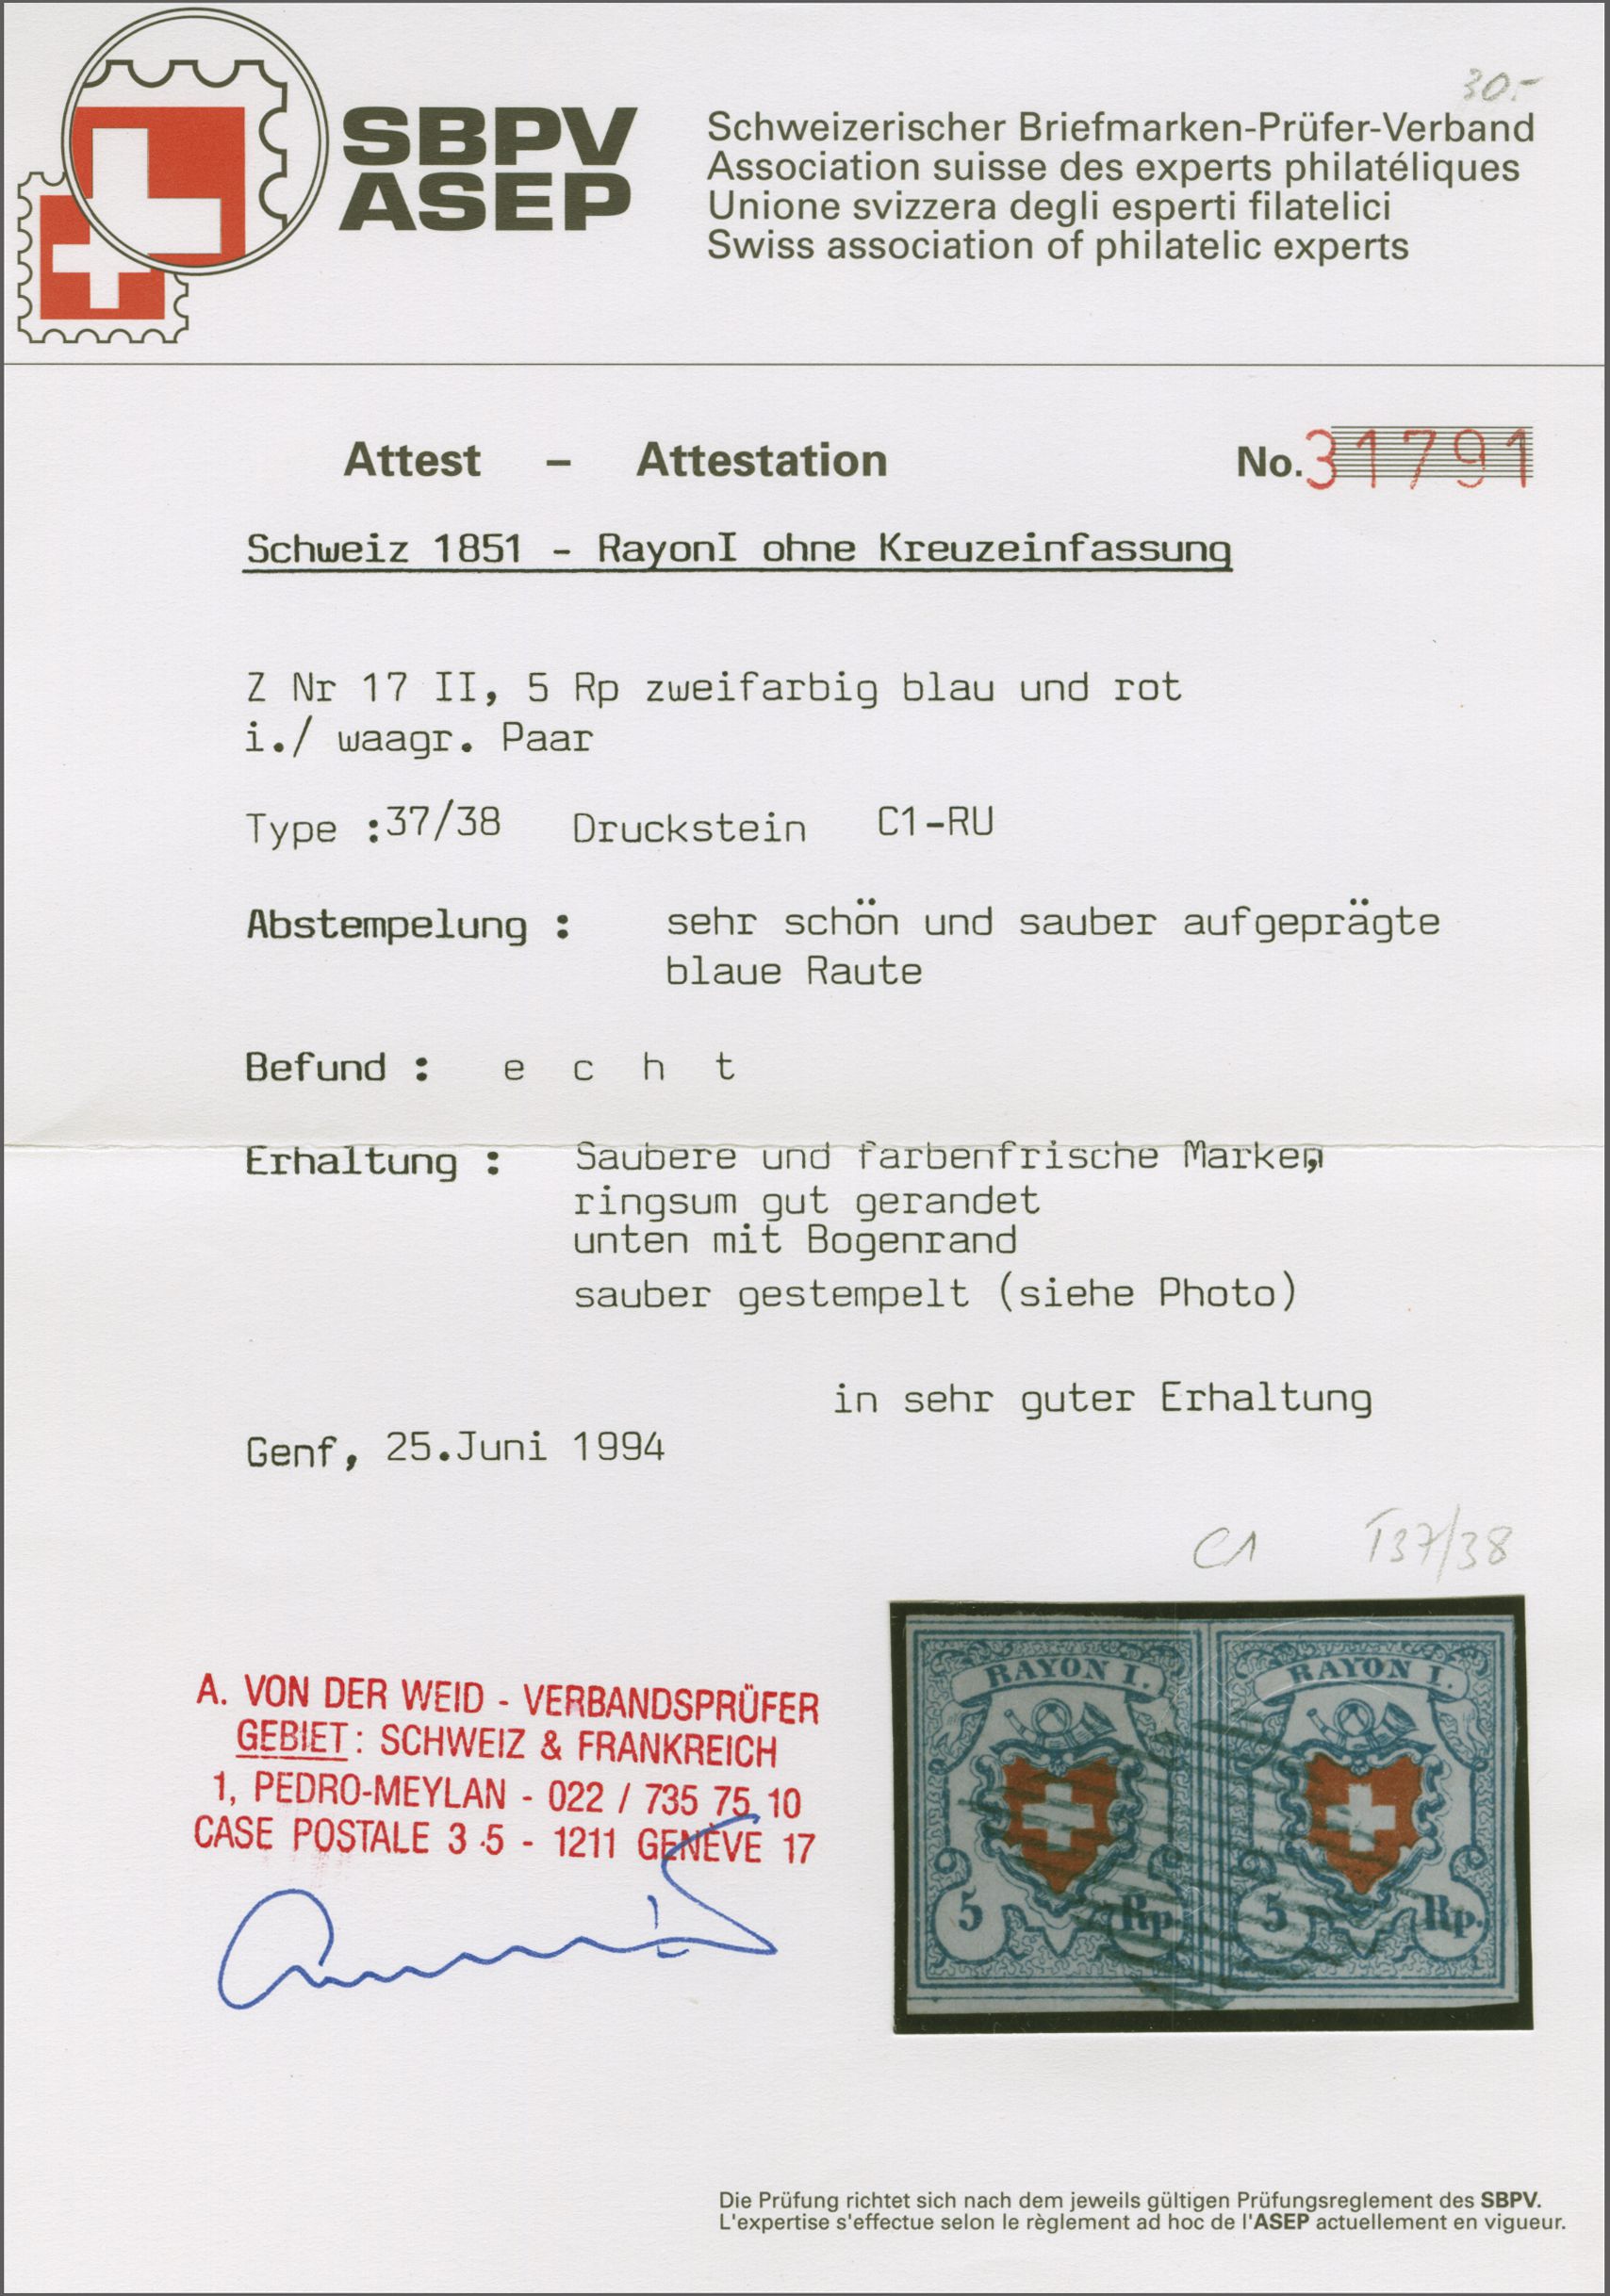 30.-
SBPV
ASEP
Schweizerischer Briefmarken-Prüfer-Verband
Association suisse des experts philatéliques
Unione svizzera degli esperti filatelici
Swiss association of philatelic experts
Attest – Attestation No. 31791
Schweiz 1851 - RayonI ohne Kreuzeinfassung
Z Nr 17 II, 5 Rp zweifarbig blau und rot
i./ waagr. Paar
Type :37/38 Druckstein C1-RU
Abstempelung : sehr schön und sauber aufgeprägte
blaue Raute
Befund : e c h t
Erhaltung : Saubere und farbenfrische Marken,
ringsum gut gerandet
unten mit Bogenrand
sauber gestempelt (siehe Photo)
in sehr guter Erhaltung
Genf, 25.Juni 1994
C1 T37/38
A. VON DER WEID - VERBANDSPRÜFER
GEBIET: SCHWEIZ & FRANKREICH
1, PEDRO-MEYLAN - 022 / 735 75 10
CASE POSTALE 3.5 - 1211 GENÈVE 17
RAYON I. RAYON I.
5 Rp. 5 Rp.
Die Prüfung richtet sich nach dem jeweils gültigen Prüfungsreglement des SBPV.
L'expertise s'effectue selon le règlement ad hoc de l'ASEP actuellement en vigueur.